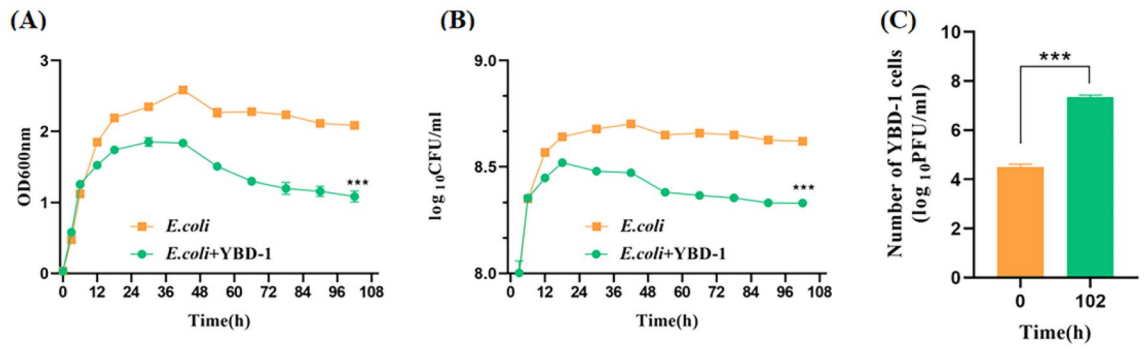 (A)
OD600nm
3
2
1
0
E.coli
E.coli+YBD-1
***
0 12 24 36 48 60 72 84 96 108
Time(h)
(B)
log 10CFU/ml
9.0
8.5
8.0
E.coli
E.coli+YBD-1
***
0 12 24 36 48 60 72 84 96 108
Time(h)
(C)
Number of YBD-1 cells
(log 10PFU/ml)
10
8
6
4
2
0
***
0 102
Time(h)